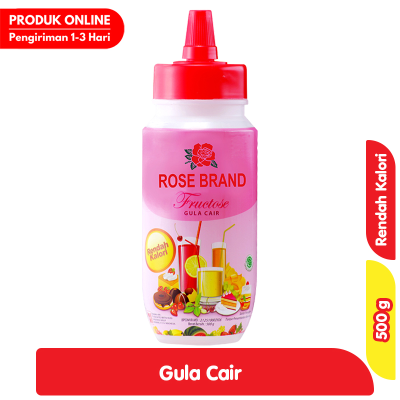 PRODUK ONLINE
Pengiriman 1-3 Hari
ROSE BRAND
Fructose
GULA CAIR
Rendah
Kalori
Rendah Kalori
500 g
Gula Cair